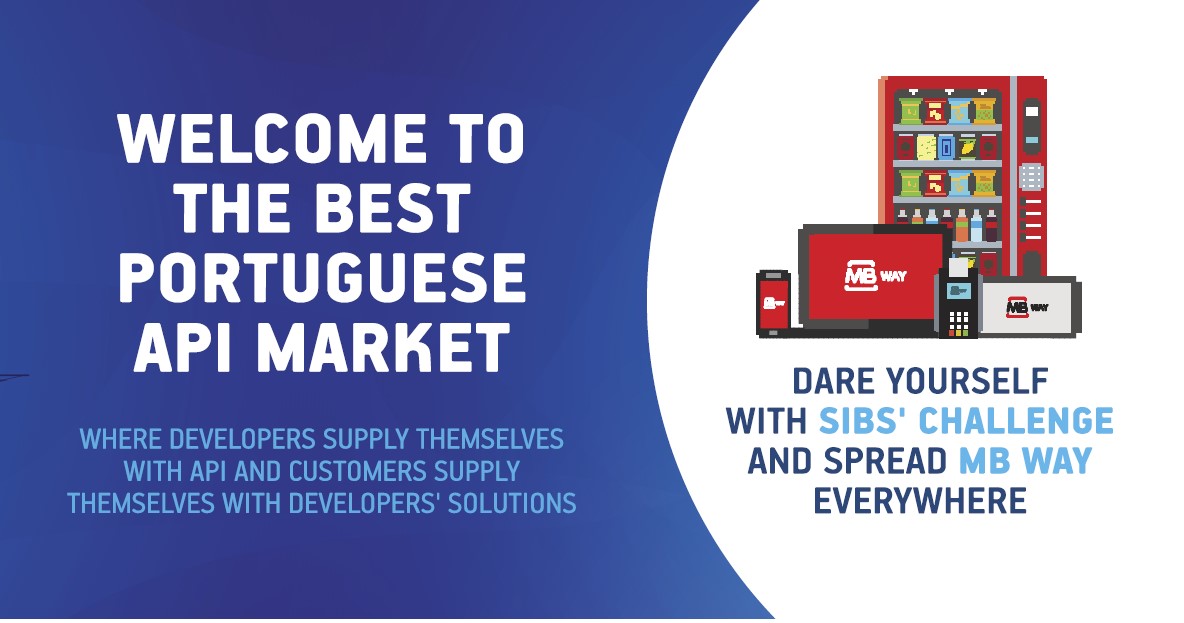 WELCOME TO
THE BEST
PORTUGUESE
API MARKET
WHERE DEVELOPERS SUPPLY THEMSELVES
WITH API AND CUSTOMERS SUPPLY
THEMSELVES WITH DEVELOPERS' SOLUTIONS
MB WAY
MB WAY
DARE YOURSELF
WITH SIBS' CHALLENGE
AND SPREAD MB WAY
EVERYWHERE